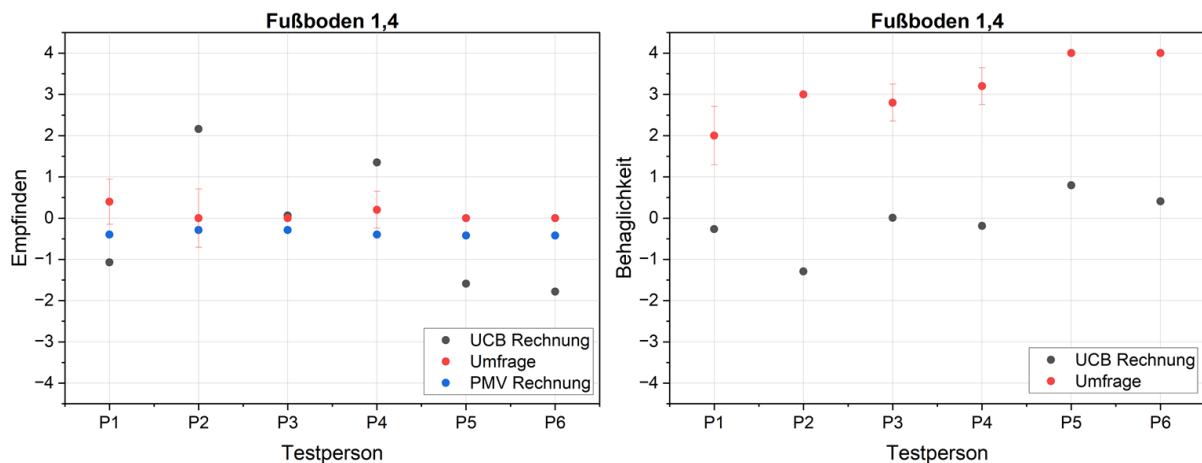 Fußboden 1,4
Empfinden
4
3
2
1
0
−1
−2
−3
−4
UCB Rechnung
Umfrage
PMV Rechnung
P1 P2 P3 P4 P5 P6
Testperson
Fußboden 1,4
Behaglichkeit
4
3
2
1
0
−1
−2
−3
−4
UCB Rechnung
Umfrage
P1 P2 P3 P4 P5 P6
Testperson